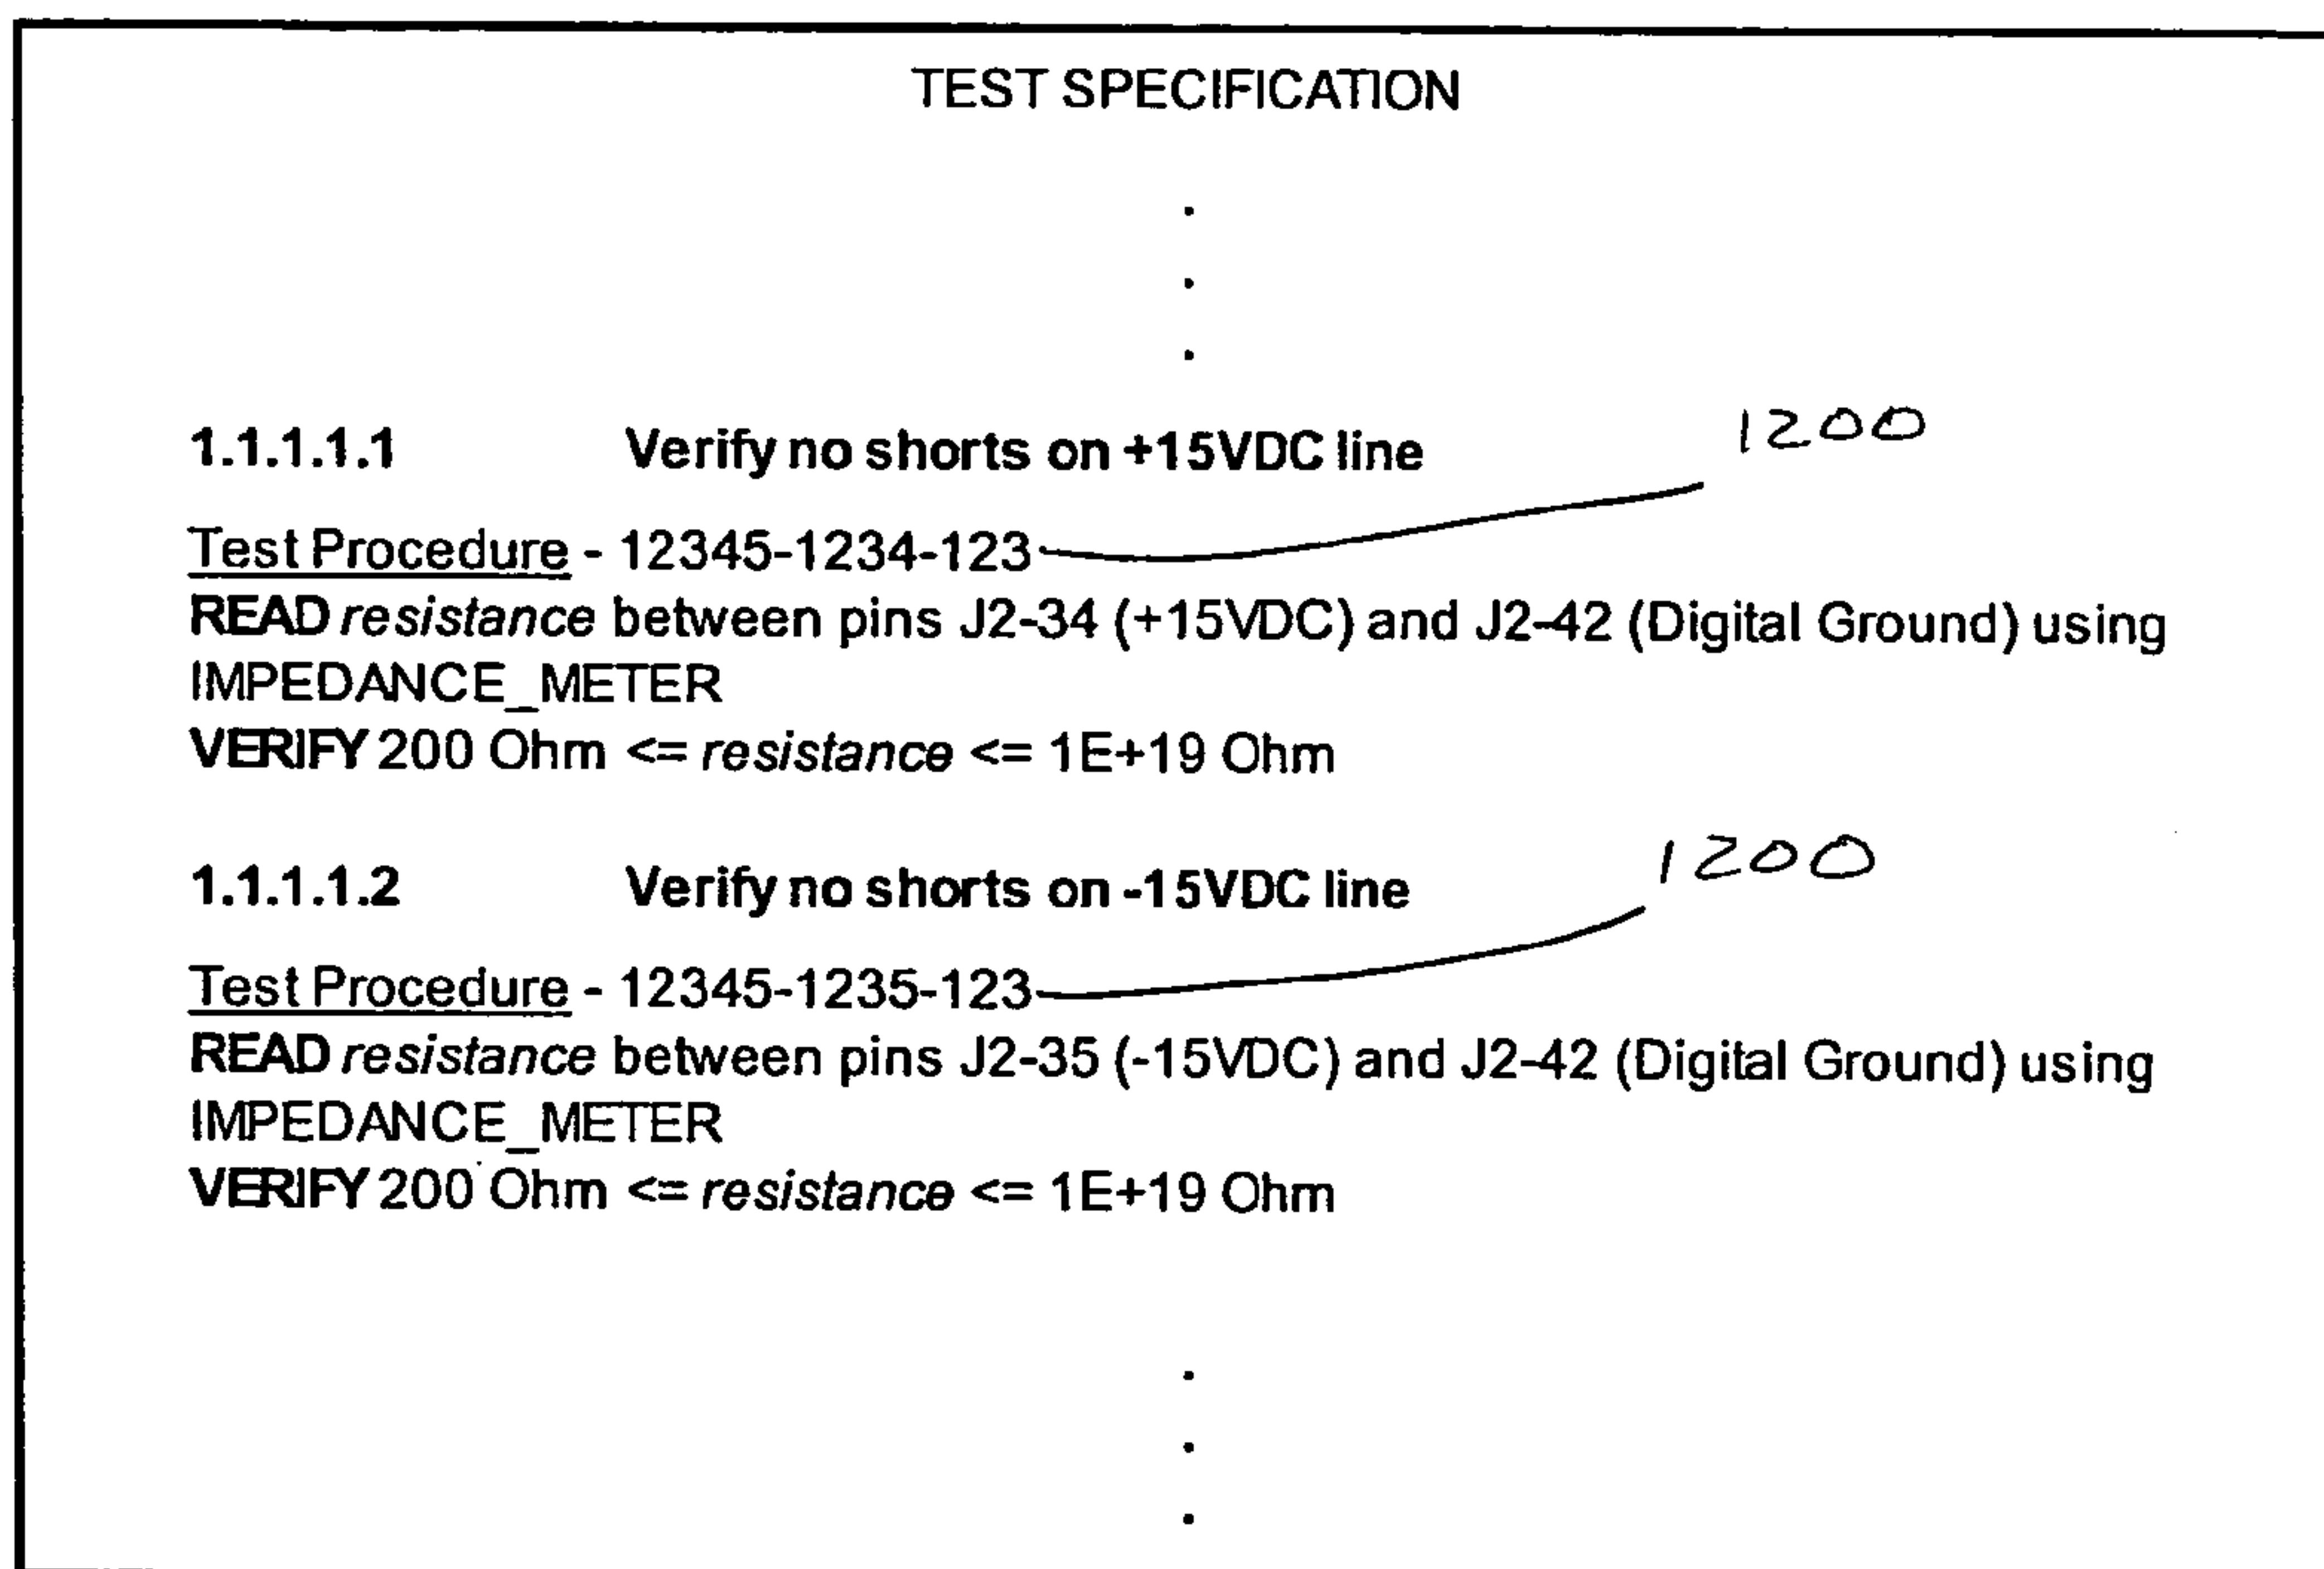 TEST SPECIFICATION
.
.
.
1.1.1.1.1 Verify no shorts on +15VDC line
1200
Test Procedure - 12345-1234-123
READ resistance between pins J2-34 (+15VDC) and J2-42 (Digital Ground) using
IMPEDANCE_METER
VERIFY 200 Ohm <= resistance <= 1E+19 Ohm
1.1.1.1.2 Verify no shorts on -15VDC line
1200
Test Procedure - 12345-1235-123
READ resistance between pins J2-35 (-15VDC) and J2-42 (Digital Ground) using
IMPEDANCE_METER
VERIFY 200 Ohm <= resistance <= 1E+19 Ohm
.
.
.